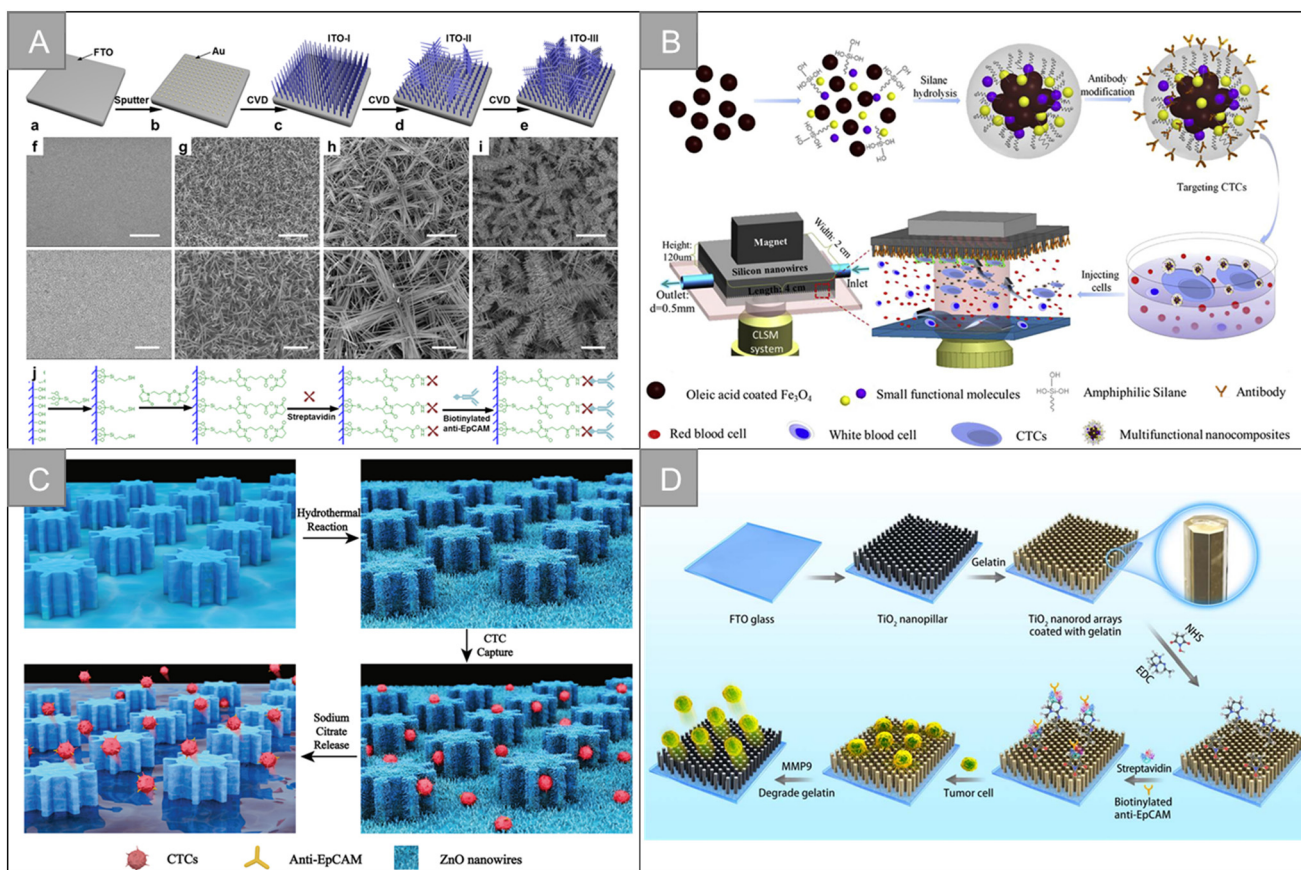 A
FTO
Au
ITO-I
ITO-II
ITO-III
Sputter
CVD
CVD
CVD
a
b
c
d
e
f
g
h
i
j
Streptavidin
Biotinylated
anti-EpCAM
B
Silane
hydrolysis
Antibody
modification
Targeting CTCs
Injecting
cells
Height:
120um
Magnet
Width: 2 cm
Silicon nanowires
Length: 4 cm
Inlet
Outlet:
d=0.5mm
CLSM
system
Oleic acid coated Fe3O4
Small functional molecules
Amphiphilic Silane
Antibody
Red blood cell
White blood cell
CTCs
Multifunctional nanocomposites
C
Hydrothermal
Reaction
CTC
Capture
Sodium
Citrate
Release
CTCs
Anti-EpCAM
ZnO nanowires
D
FTO glass
TiO2 nanopillar
Gelatin
TiO2 nanorod arrays
coated with gelatin
NHS
EDC
Streptavidin
Biotinylated
anti-EpCAM
Tumor cell
MMP9
Degrade gelatin